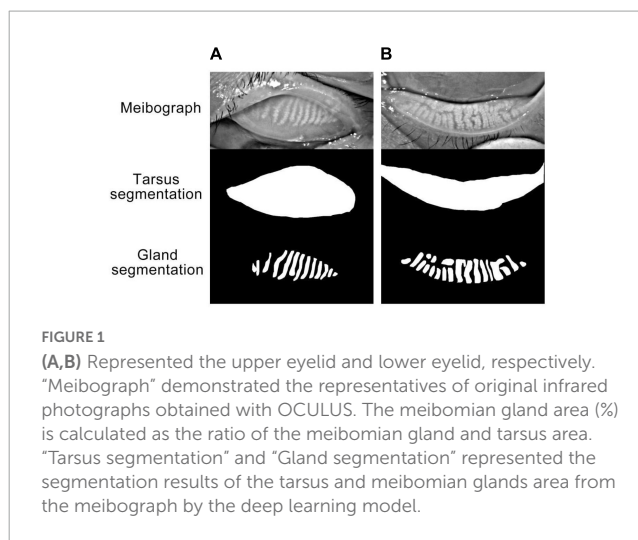 A
B
Meibograph
Tarsus
segmentation
Gland
segmentation
FIGURE 1
(A,B) Represented the upper eyelid and lower eyelid, respectively.
“Meibograph” demonstrated the representatives of original infrared
photographs obtained with OCULUS. The meibomian gland area (%)
is calculated as the ratio of the meibomian gland and tarsus area.
“Tarsus segmentation” and “Gland segmentation” represented the
segmentation results of the tarsus and meibomian glands area from
the meibograph by the deep learning model.